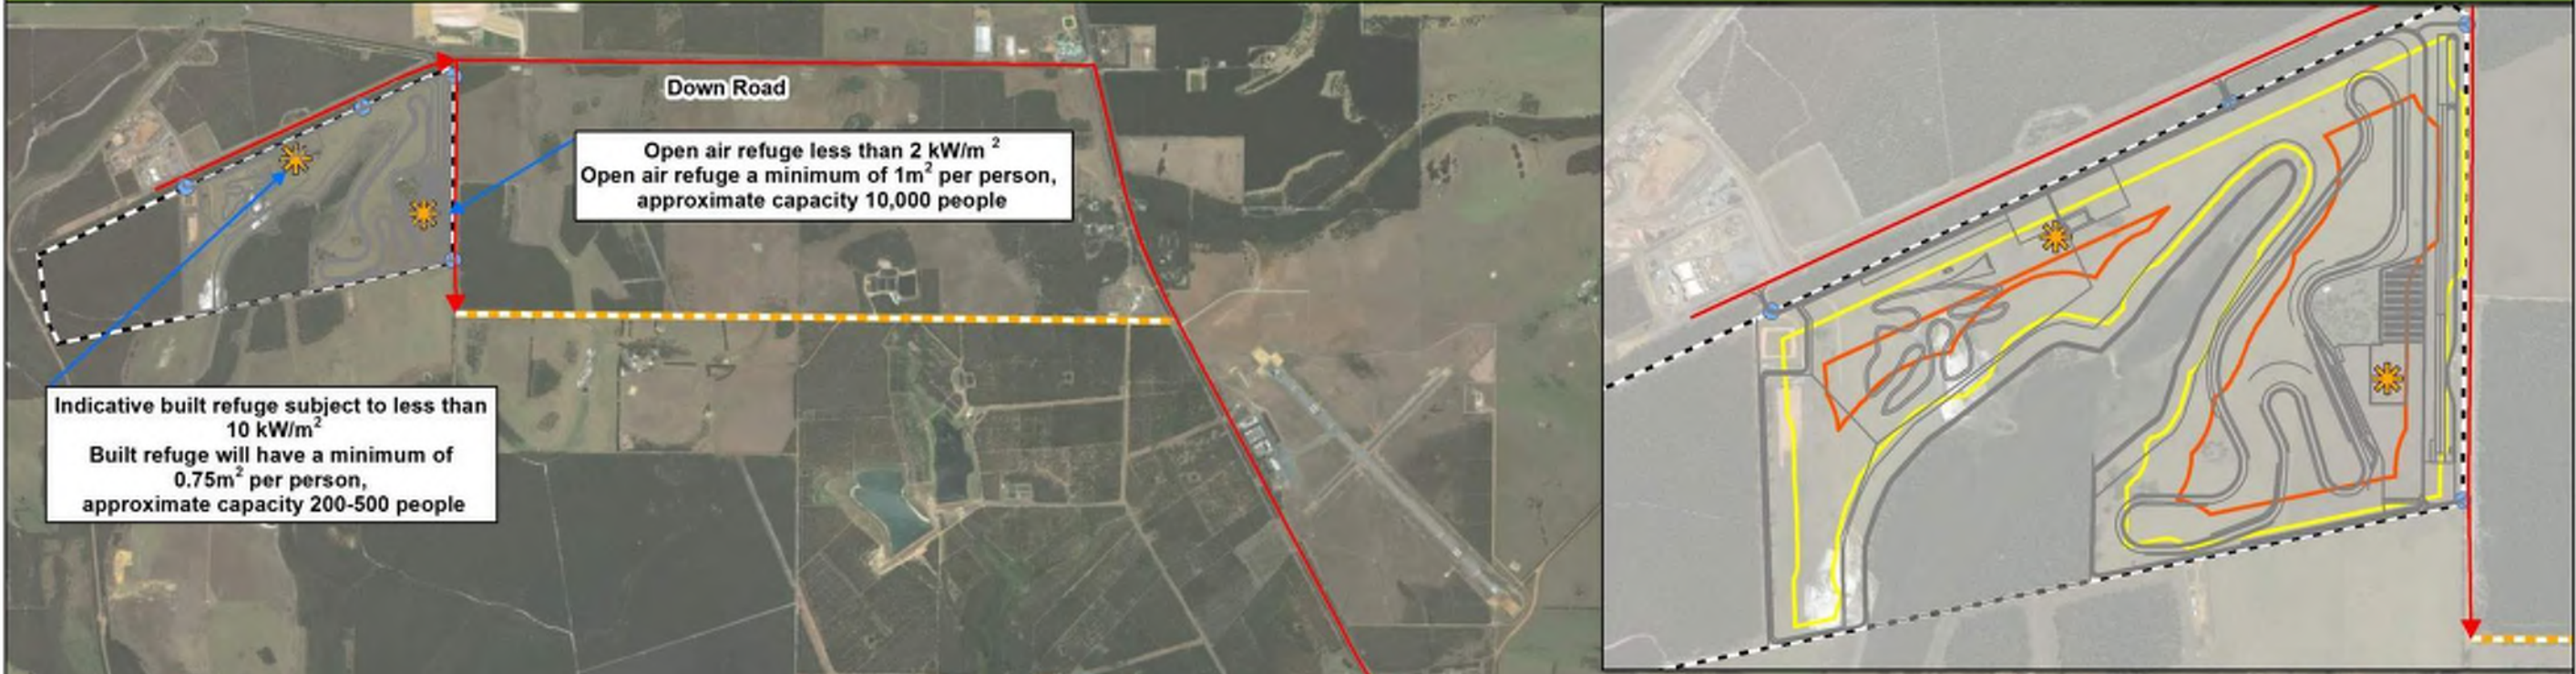 Down Road
Open air refuge less than 2 kW/m²
Open air refuge a minimum of 1m² per person,
approximate capacity 10,000 people
Indicative built refuge subject to less than
10 kW/m²
Built refuge will have a minimum of
0.75m² per person,
approximate capacity 200-500 people